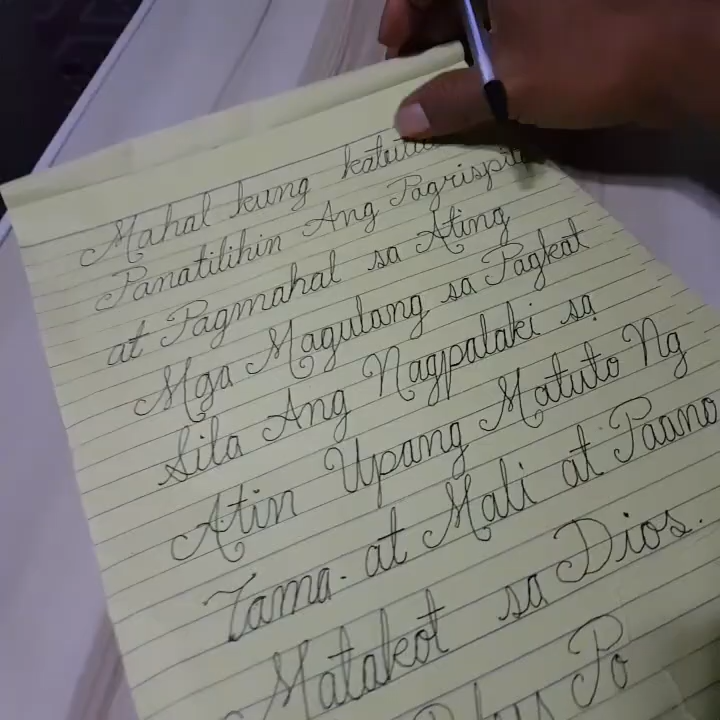 Mahal kung
Panatilihin Ang
at Pagmahal sa Ating
Mga Magulang sa Pagkat
Sila Ang Nagpalaki sa
Atin Upang Matuto Ng
Tama. at Mali at Paano
Matakot sa Dios.
Po